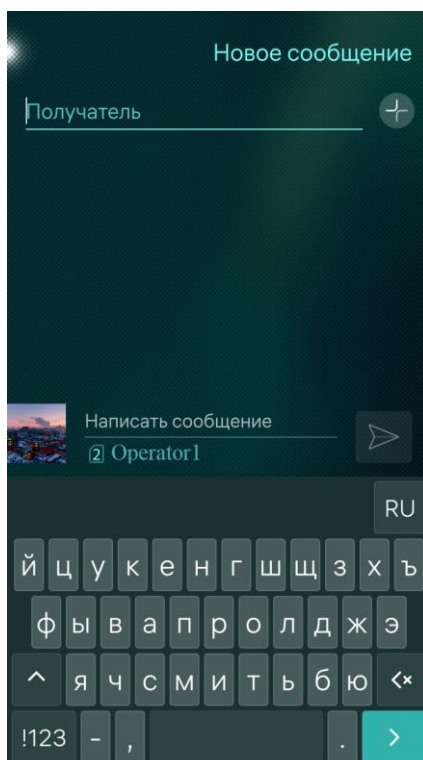 Новое сообщение
Получатель
Написать сообщение
2 Operator1
RU
й ц у к е н г ш щ з х ъ
ф ы в а п р о л д ж э
я ч с м и т ь б ю
!123 - , .